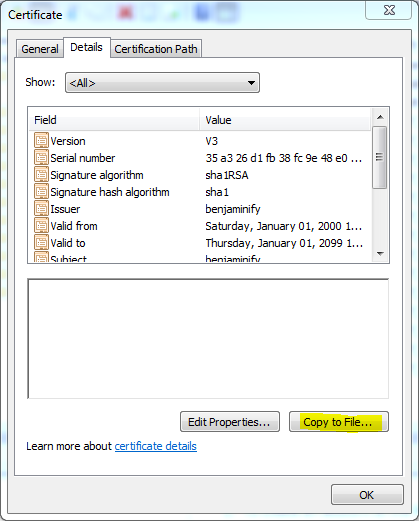 Certificate
General Details Certification Path
Show: <All>
Field Value
Version V3
Serial number 35 a3 26 d1 fb 38 fc 9e 48 e0 ...
Signature algorithm sha1RSA
Signature hash algorithm sha1
Issuer benjaminify
Valid from Saturday, January 01, 2000 1...
Valid to Thursday, January 01, 2099 1...
Subject benjaminify
Edit Properties... Copy to File...
Learn more about certificate details
OK